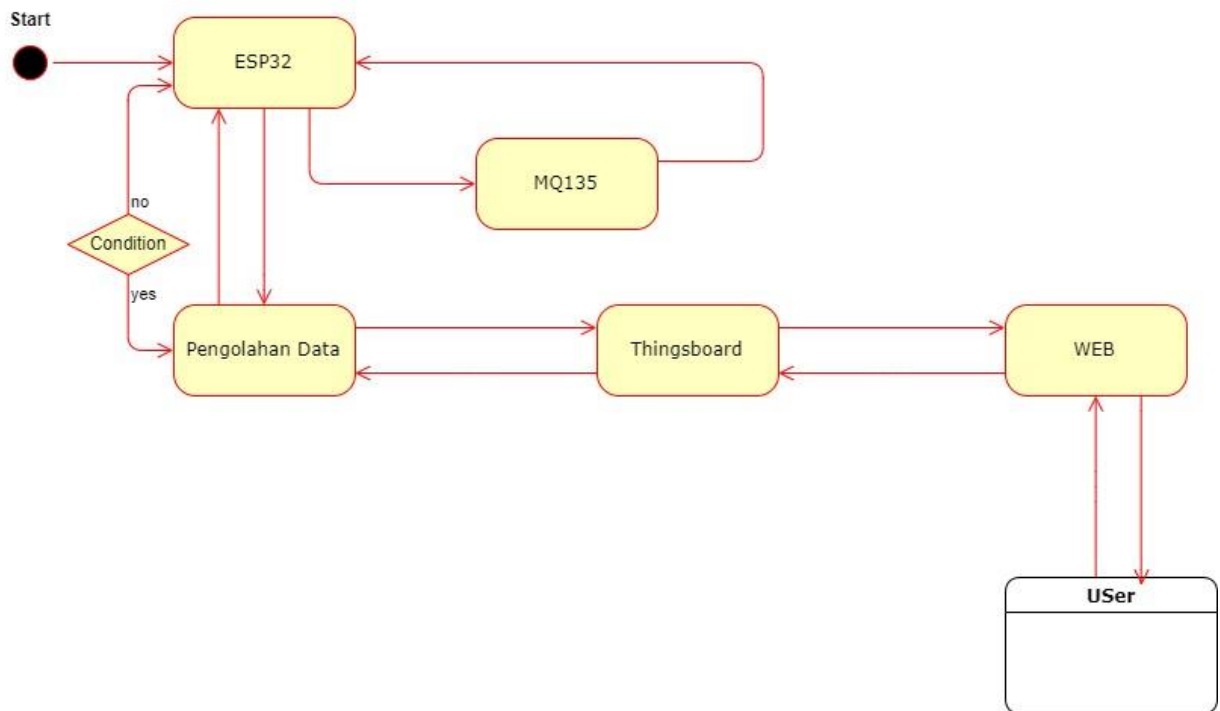 Start
ESP32
MQ135
no
Condition
yes
Pengolahan Data
Thingsboard
WEB
USer